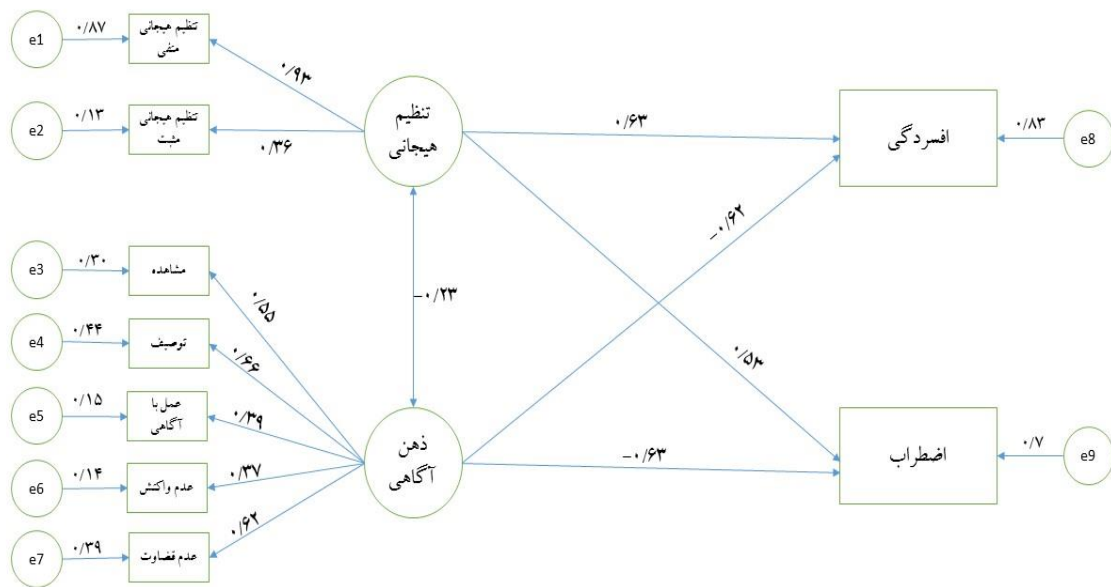 e1
۰/۸۷
تنظیم هیجانی
منفی
۰/۹۳
e2
۰/۱۳
تنظیم هیجانی
مثبت
۰/۳۶
تنظیم
هیجانی
۰/۶۳
افسردگی
۰/۸۳
e8
-۰/۶۲
-۰/۲۳
e3
۰/۳۰
مشاهده
۰/۵۵
e4
۰/۴۴
توصیف
۰/۶۶
۰/۵۳
e5
۰/۱۵
عمل با
آگاهی
۰/۳۹
ذهن
آگاهی
-۰/۶۳
اضطراب
۰/۷
e9
e6
۰/۱۴
عدم واکنش
۰/۳۷
e7
۰/۳۹
عدم قضاوت
۰/۶۲